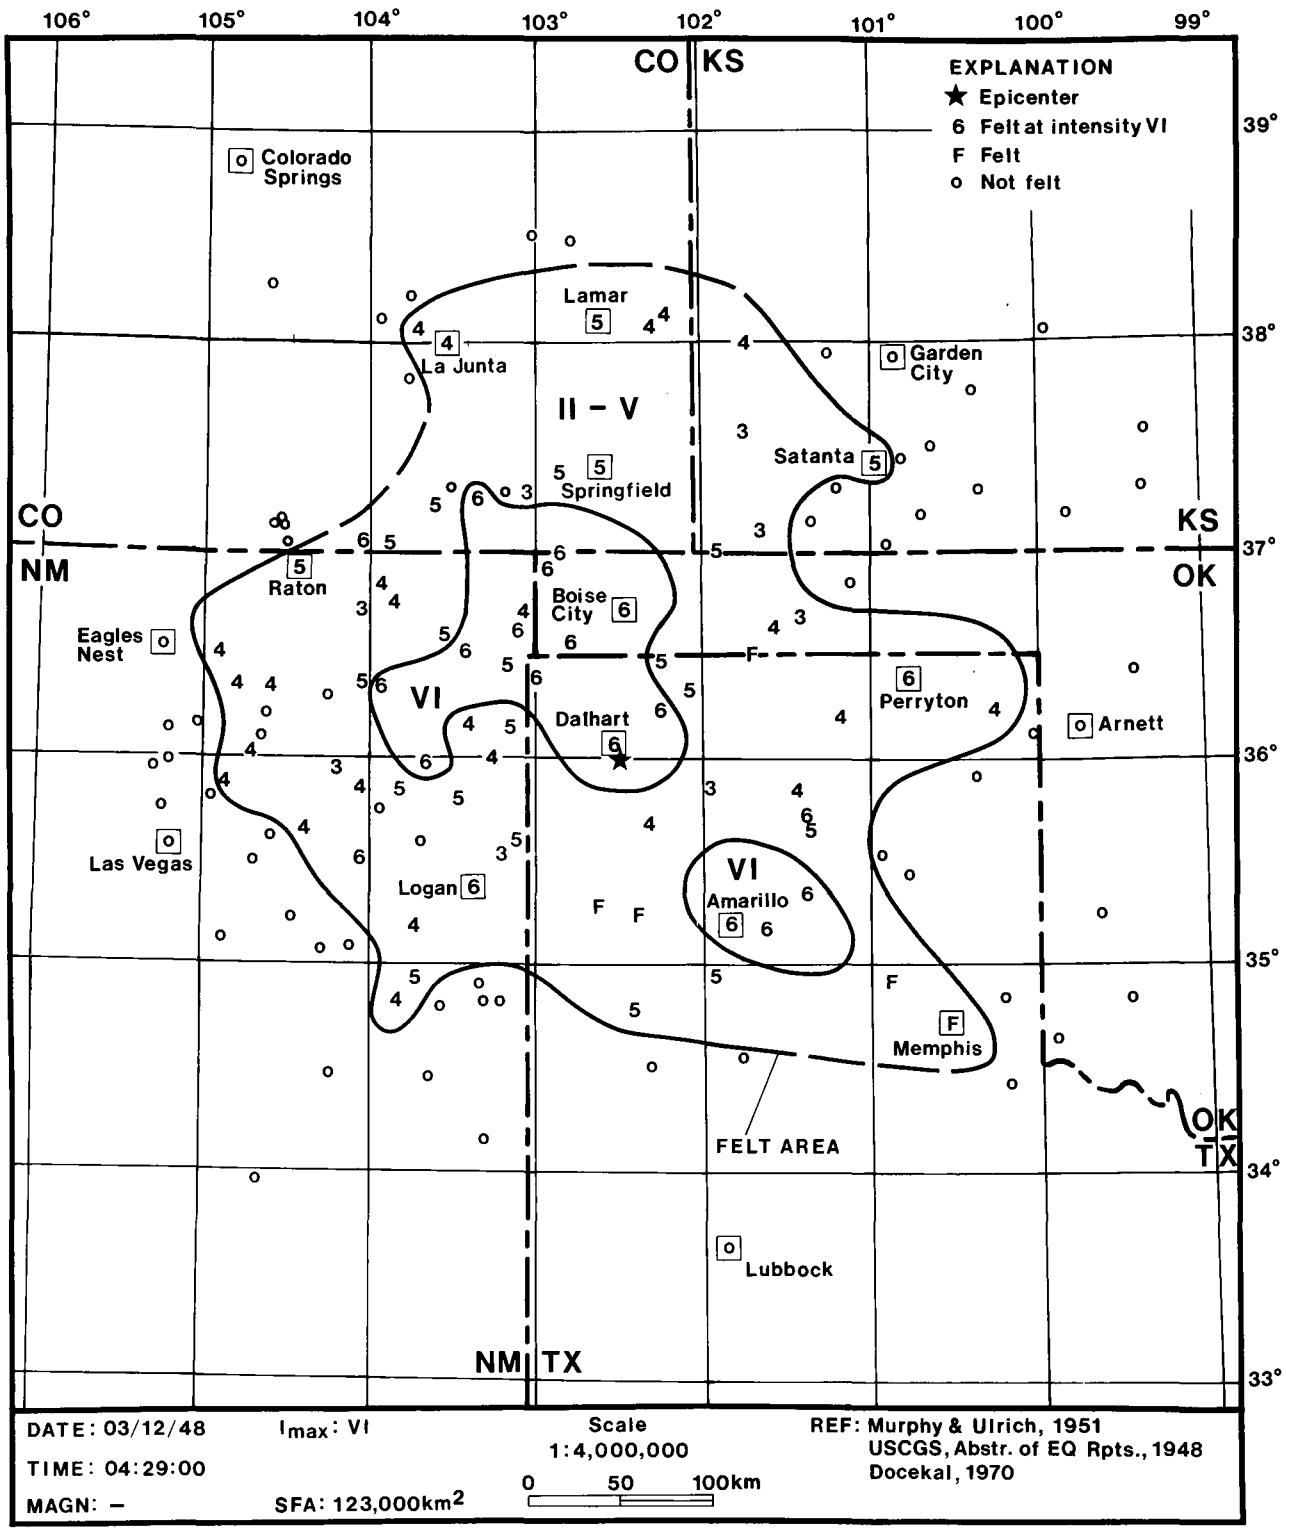 106° 105° 104° 103° 102° 101° 100° 99°
CO KS
EXPLANATION
★ Epicenter
6 Felt at intensity VI
F Felt
o Not felt
39°
o Colorado
Springs
o o
o
o
Lamar
o 4 5 4 4
o 38°
4
La Junta
4
o
o Garden
City
o
o
II – V
3
o
o
Satanta 5 o
5 5
Springfield
o 6 o 3
5
o
o
o
CO
o
o
o
o
o
3
KS
o
4 5
6
5
o
37°
NM
5
Raton
6
OK
4
4
3
Boise
City
6
4
o
3
4
Eagles
Nest
o
4
5
6
6
6
5
6
5
F
o
4 4
o
5 6
VI
5
6
Perryton
4
o
o
o
o
4
5
Dalhart
6
6
4
o
o Arnett
4
o
o
3
6
4
36°
4
o
o
4
5
5
3
4
o
o
4
o
o
5
3
4
6
5
o
Las Vegas
o
5
o
VI
o
o
Logan 6
F
F
Amarillo
6 6
6
o
o
o
o
4
o
4
o
5
35°
4
o
o o
5
F
o
o
F
Memphis
o
o
o
o
o
o
FELT AREA
OK
TX
o
34°
o
o
Lubbock
NM TX
33°
DATE: 03/12/48 Imax: VI Scale REF: Murphy & Ulrich, 1951
1:4,000,000 USCGS, Abstr. of EQ Rpts., 1948
TIME: 04:29:00 Docekal, 1970
0 50 100km
MAGN: – SFA: 123,000km2